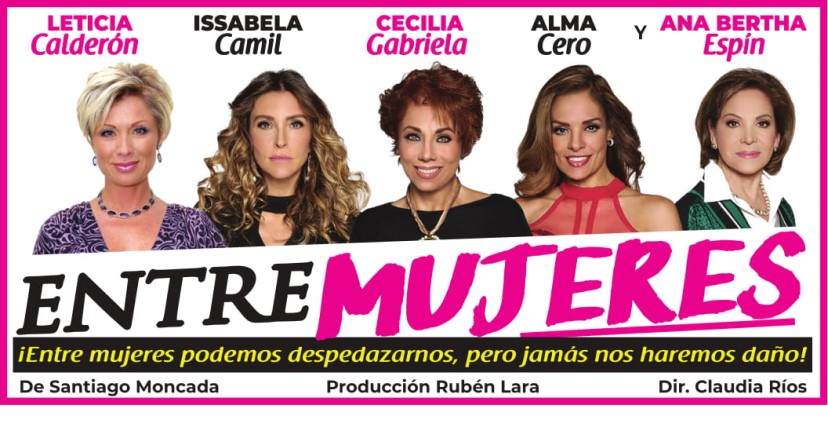 LETICIA Calderón
ISSABELA Camil
CECILIA Gabriela
ALMA Cero
Y
ANA BERTHA Espín
ENTRE MUJERES
¡Entre mujeres podemos despedazarnos, pero jamás nos haremos daño!
De Santiago Moncada
Producción Rubén Lara
Dir. Claudia Ríos